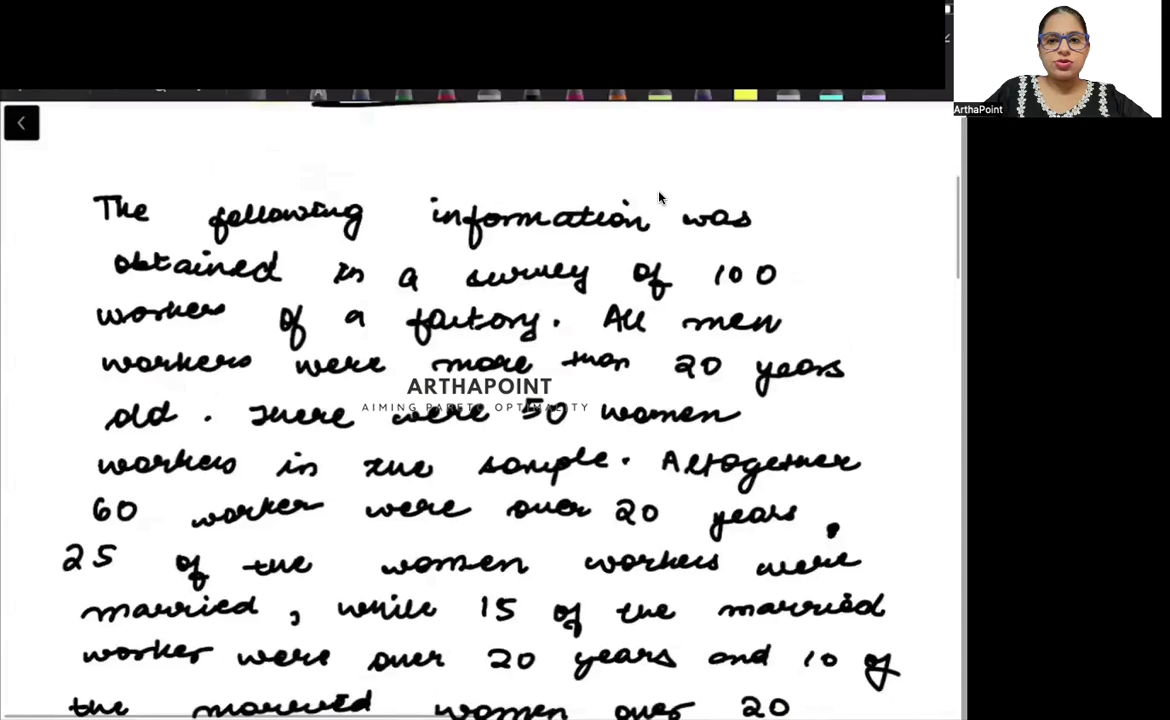 ArthaPoint
The following information was
obtained in a survey of 100
workers of a factory. All men
workers were more than 20 years
ARTHAPOINT
AIMING PARETO OPTIMALITY
old. There were 50 women
workers in the sample. Altogether
60 worker were over 20 years.
25 of the women workers were
married, while 15 of the married
worker were over 20 years and 10 of
the married women over 20